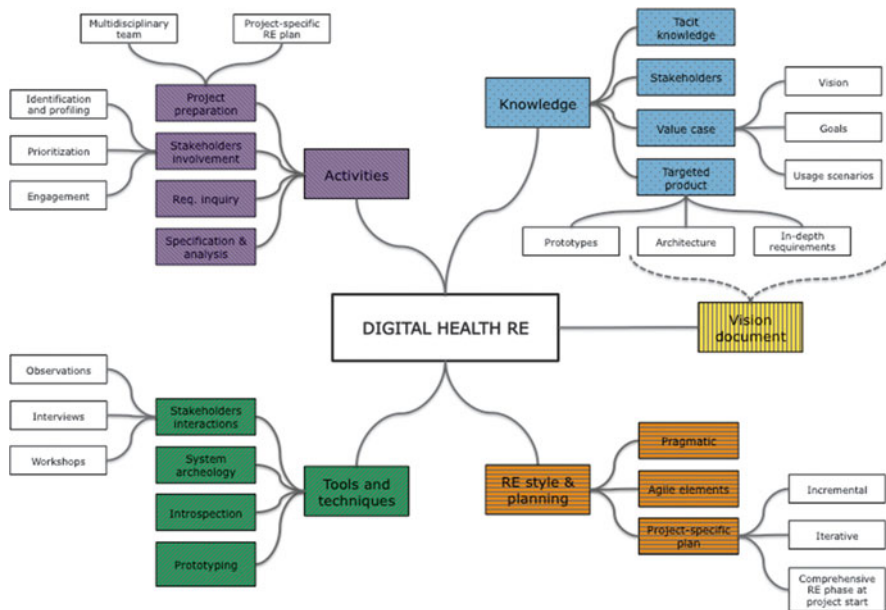 Multidisciplinary
team
Project-specific
RE plan
Project
preparation
Identification
and profiling
Prioritization
Engagement
Stakeholders
involvement
Req. inquiry
Specification &
analysis
Activities
Knowledge
Tacit
knowledge
Stakeholders
Value case
Targeted
product
Vision
Goals
Usage scenarios
Prototypes
Architecture
In-depth
requirements
DIGITAL HEALTH RE
Vision
document
Observations
Interviews
Workshops
Stakeholders
interactions
System
archeology
Introspection
Prototyping
Tools and
techniques
RE style &
planning
Pragmatic
Agile elements
Project-specific
plan
Incremental
Iterative
Comprehensive
RE phase at
project start